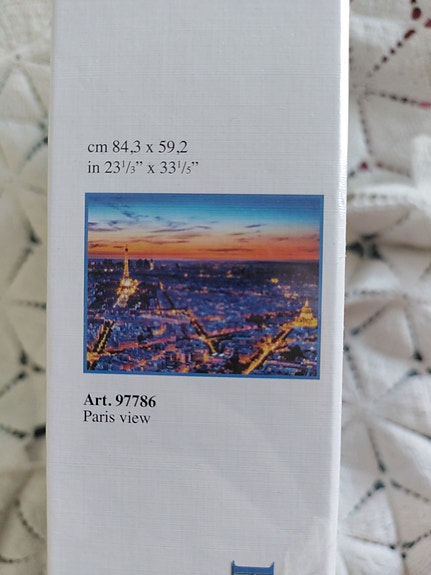 cm 84,3 x 59,2
in 23¹/₃” x 33¹/₅”
Art. 97786
Paris view